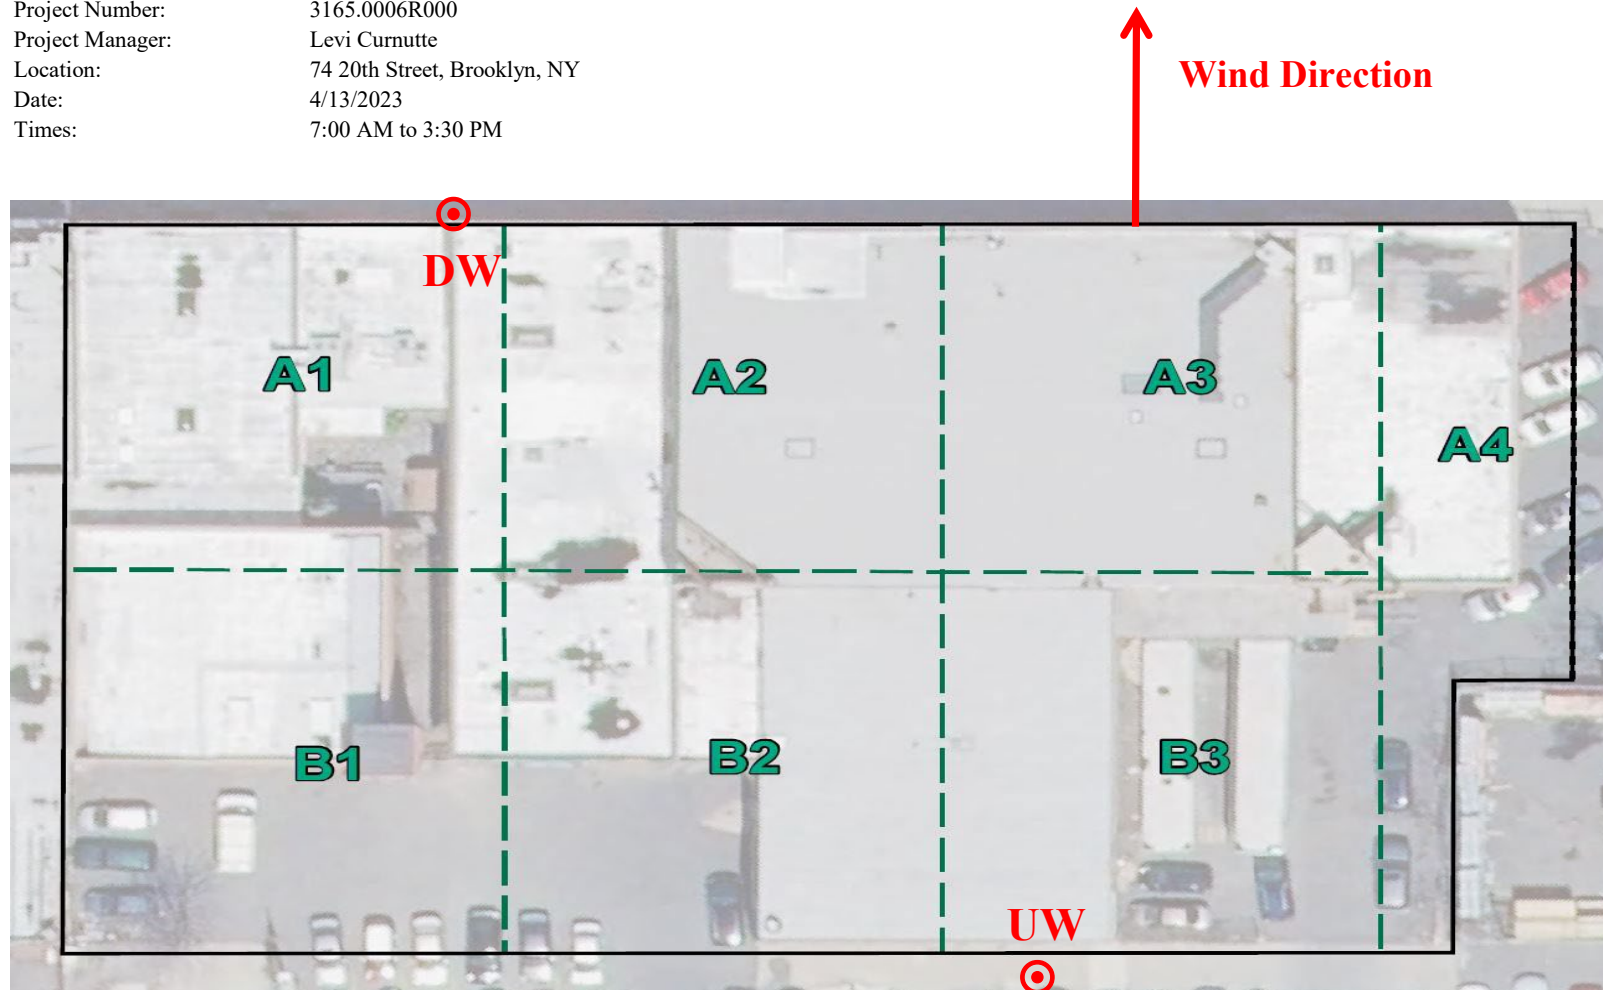 Project Number: 3165.0006R000
Project Manager: Levi Curnutte
Location: 74 20th Street, Brooklyn, NY
Date: 4/13/2023
Times: 7:00 AM to 3:30 PM
Wind Direction
DW
A1
A2
A3
A4
B1
B2
B3
UW